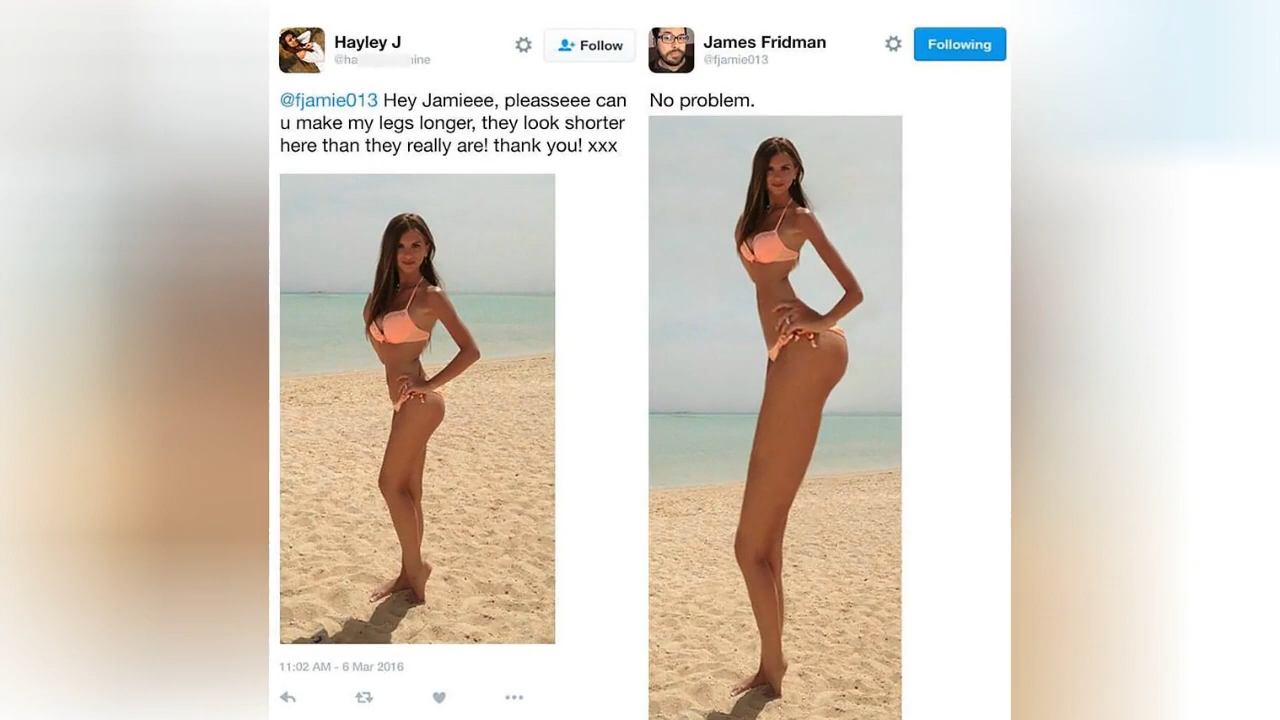 Hayley J
Follow
@fjamie013 Hey Jamieee, pleasseee can
u make my legs longer, they look shorter
here than they really are! thank you! xxx
11:02 AM - 6 Mar 2016
James Fridman
@fjamie013
Following
No problem.